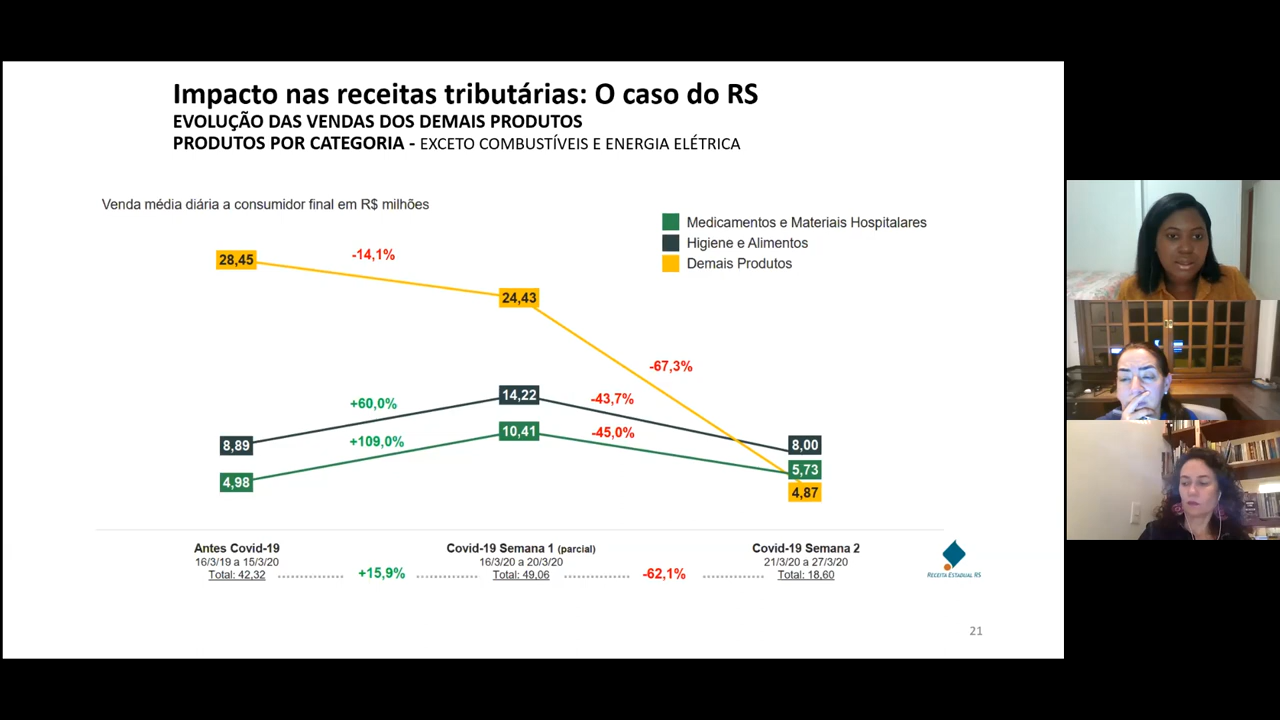 Impacto nas receitas tributárias: O caso do RS
EVOLUÇÃO DAS VENDAS DOS DEMAIS PRODUTOS
PRODUTOS POR CATEGORIA - EXCETO COMBUSTÍVEIS E ENERGIA ELÉTRICA
Venda média diária a consumidor final em R$ milhões
Medicamentos e Materiais Hospitalares
Higiene e Alimentos
Demais Produtos
28,45
-14,1%
24,43
-67,3%
8,89
+60,0%
14,22
-43,7%
8,00
4,98
+109,0%
10,41
-45,0%
5,73
4,87
Antes Covid-19
16/3/19 a 15/3/20
Total: 42,32
+15,9%
Covid-19 Semana 1 (parcial)
16/3/20 a 20/3/20
Total: 49,06
-62,1%
Covid-19 Semana 2
21/3/20 a 27/3/20
Total: 18,60
RECEITA ESTADUAL RS
21